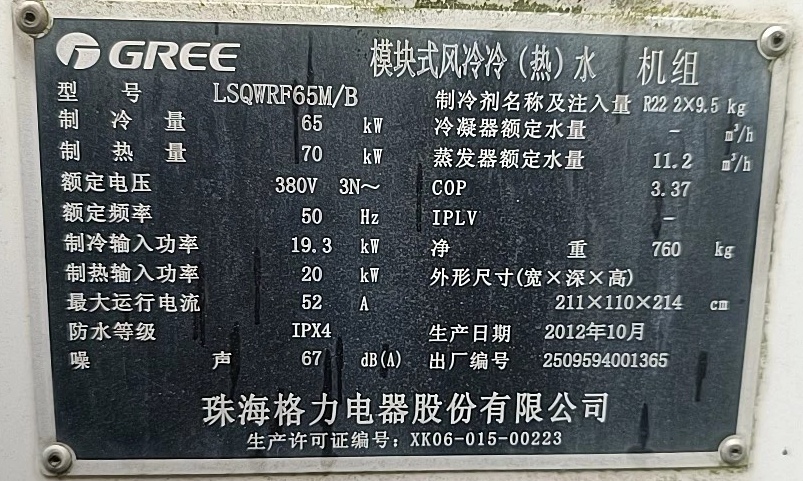 GREE 模块式风冷冷(热)水 机组
型 号 LSQWRF65M/B
制 冷 量 65 kW
制 热 量 70 kW
额定电压 380V 3N～
额定频率 50 Hz
制冷输入功率 19.3 kW
制热输入功率 20 kW
最大运行电流 52 A
防水等级 IPX4
噪 声 67 dB(A)
制冷剂名称及注入量 R22 2×9.5 kg
冷凝器额定水量 - m³/h
蒸发器额定水量 11.2 m³/h
COP 3.37
IPLV -
净 重 760 kg
外形尺寸(宽×深×高)
211×110×214 cm
生产日期 2012年10月
出厂编号 2509594001365
珠海格力电器股份有限公司
生产许可证编号: XK06-015-00223